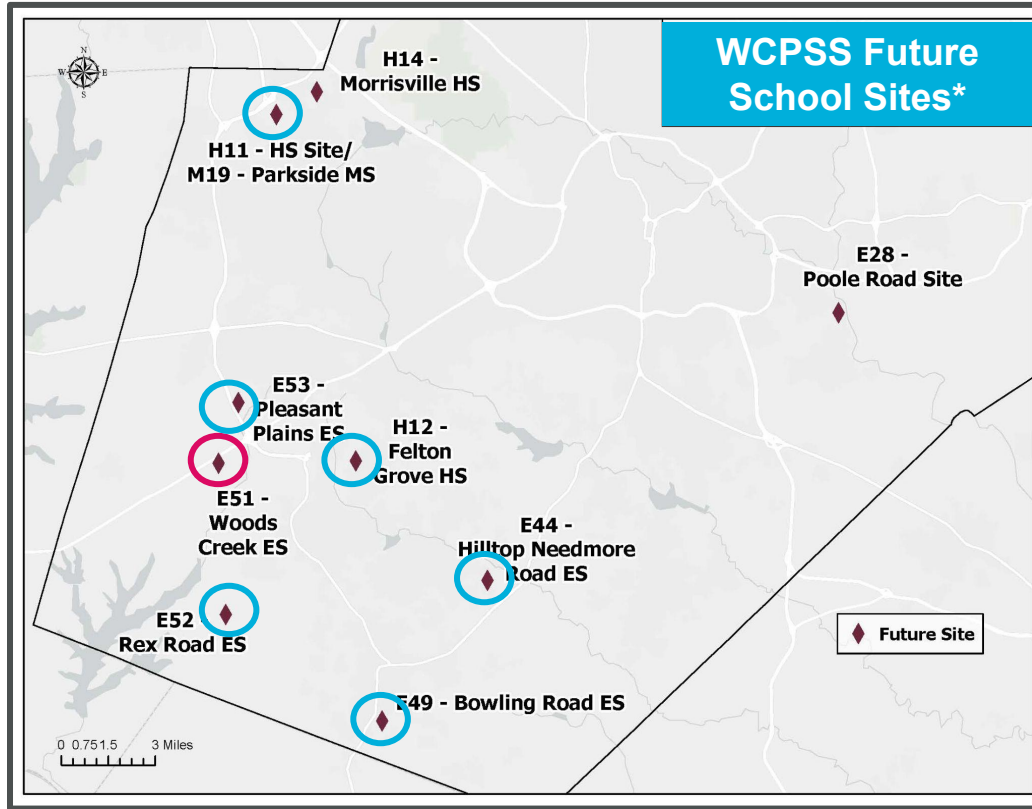 WCPSS Future
School Sites*
N
W
E
S
H14 -
Morrisville HS
H11 - HS Site/
M19 - Parkside MS
E28 -
Poole Road Site
E53 -
Pleasant
Plains ES
H12 -
Felton
Grove HS
E51 -
Woods
Creek ES
E44 -
Hilltop Needmore
Road ES
E52 -
Rex Road ES
E49 - Bowling Road ES
Future Site
0 0.75 1.5 3 Miles